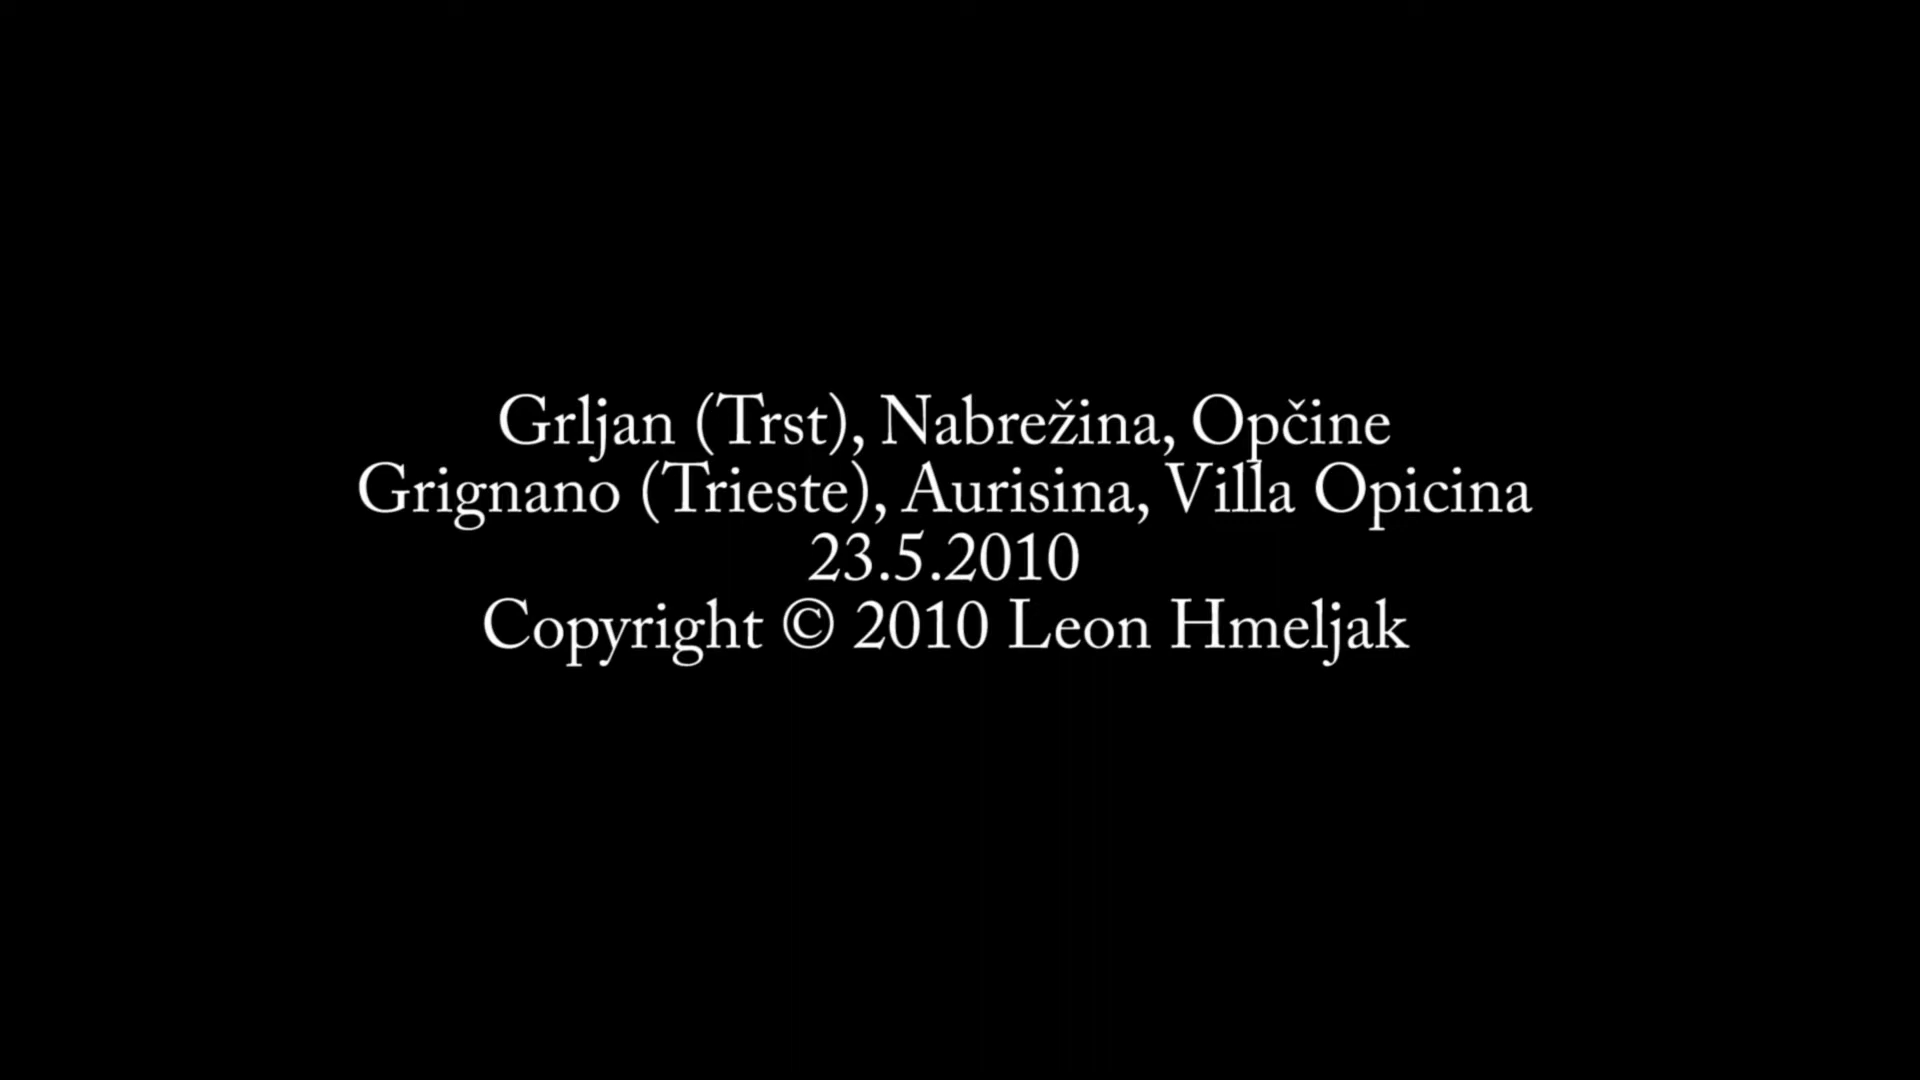 Grljan (Trst), Nabrežina, Opčine
Grignano (Trieste), Aurisina, Villa Opicina
23.5.2010
Copyright © 2010 Leon Hmeljak